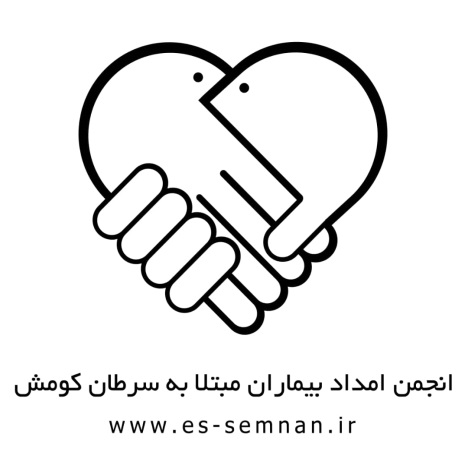 انجمن امداد بیماران مبتلا به سرطان کومش
www.es-semnan.ir